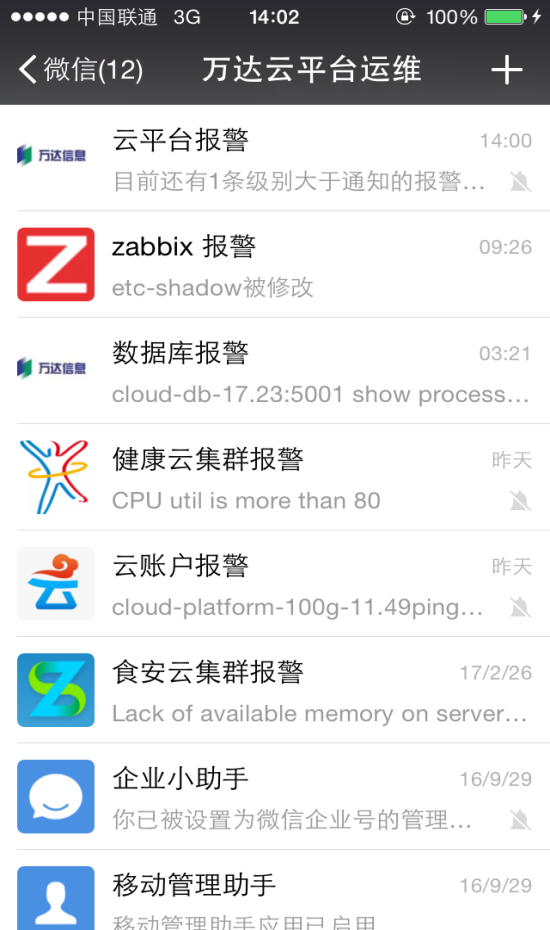 中国联通 3G 14:02 100%
微信(12) 万达云平台运维
万达信息 云平台报警 14:00
目前还有1条级别大于通知的报警...
zabbix 报警 09:26
etc-shadow被修改
万达信息 数据库报警 03:21
cloud-db-17.23:5001 show process...
健康云集群报警 昨天
CPU util is more than 80
云 云账户报警 昨天
cloud-platform-100g-11.49ping...
食安云集群报警 17/2/26
Lack of available memory on server...
企业小助手 16/9/29
你已被设置为微信企业号的管理...
移动管理助手 16/9/29
移动管理助手应用已启用